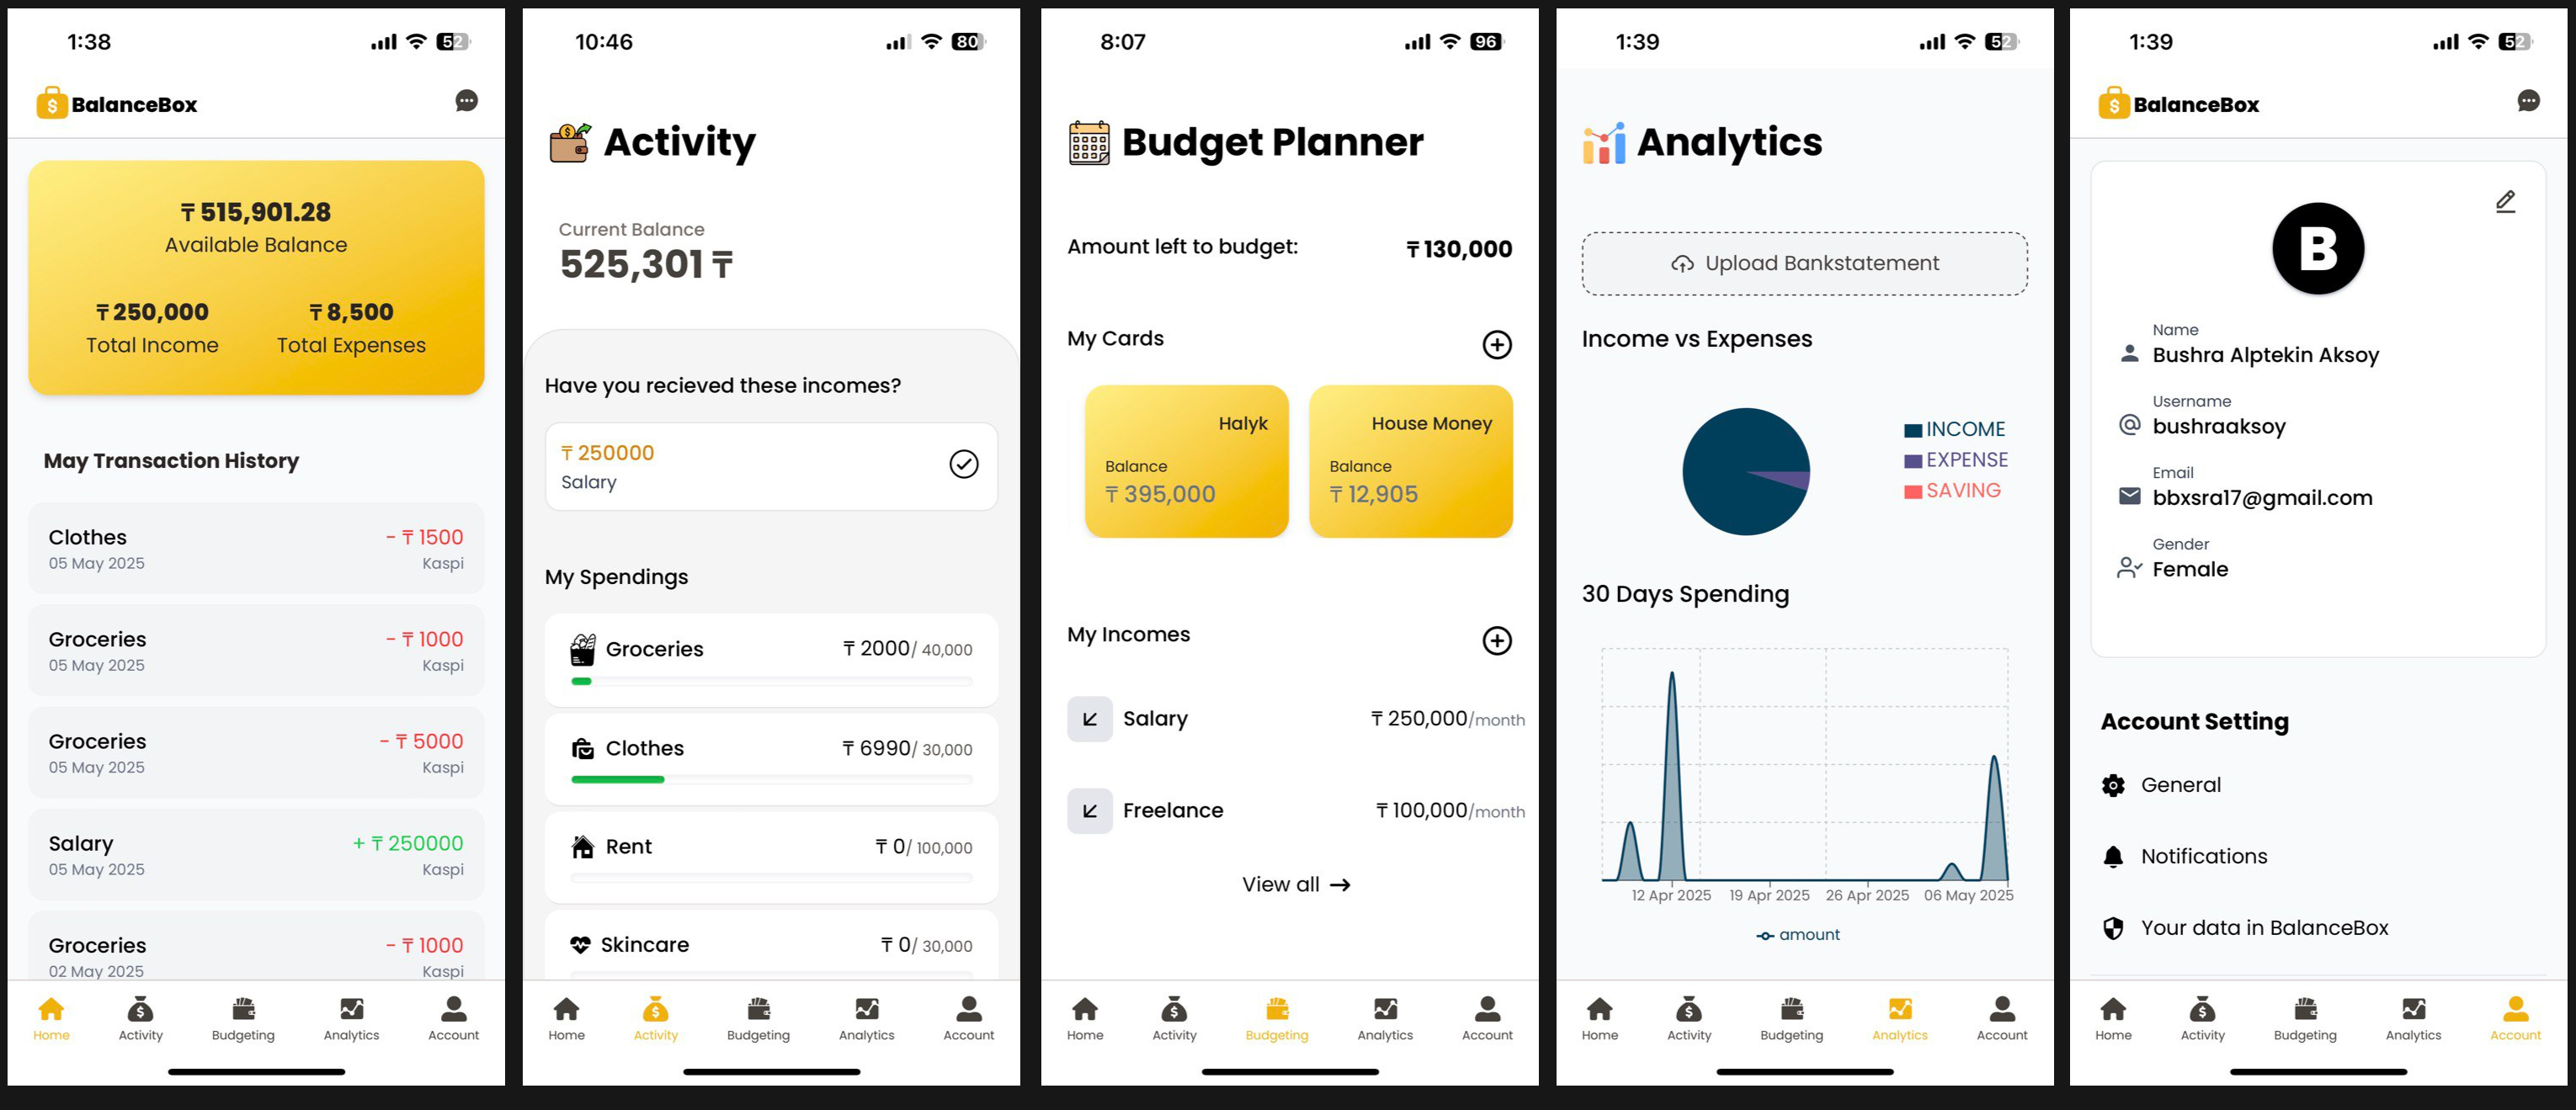 1:38
52
BalanceBox
₸ 515,901.28
Available Balance
₸ 250,000 ₸ 8,500
Total Income Total Expenses
May Transaction History
Clothes - ₸ 1500
05 May 2025 Kaspi
Groceries - ₸ 1000
05 May 2025 Kaspi
Groceries - ₸ 5000
05 May 2025 Kaspi
Salary + ₸ 250000
05 May 2025 Kaspi
Groceries - ₸ 1000
02 May 2025 Kaspi
Home Activity Budgeting Analytics Account
10:46
80
Activity
Current Balance
525,301 ₸
Have you recieved these incomes?
₸ 250000
Salary
My Spendings
Groceries ₸ 2000/ 40,000
Clothes ₸ 6990/ 30,000
Rent ₸ 0/ 100,000
Skincare ₸ 0/ 30,000
Home Activity Budgeting Analytics Account
8:07
96
Budget Planner
Amount left to budget: ₸ 130,000
My Cards
Halyk House Money
Balance Balance
₸ 395,000 ₸ 12,905
My Incomes
Salary ₸ 250,000/month
Freelance ₸ 100,000/month
View all →
Home Activity Budgeting Analytics Account
1:39
52
Analytics
Upload Bankstatement
Income vs Expenses
INCOME
EXPENSE
SAVING
30 Days Spending
12 Apr 2025 19 Apr 2025 26 Apr 2025 06 May 2025
amount
Home Activity Budgeting Analytics Account
1:39
52
BalanceBox
B
Name
Bushra Alptekin Aksoy
Username
bushraaksoy
Email
bbxsra17@gmail.com
Gender
Female
Account Setting
General
Notifications
Your data in BalanceBox
Home Activity Budgeting Analytics Account